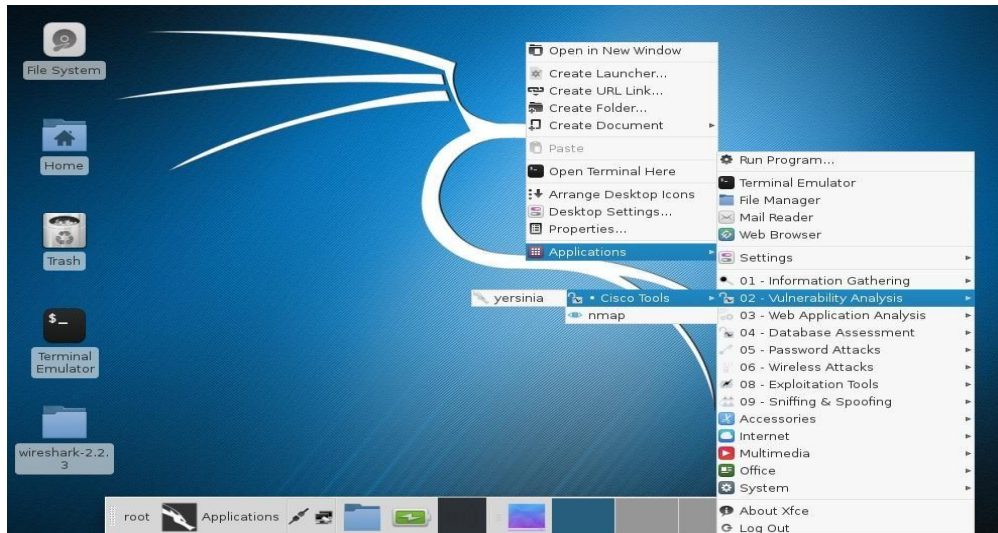 File System
Home
Trash
$_
Terminal
Emulator
wireshark-2.2.
3
Open in New Window
Create Launcher...
Create URL Link...
Create Folder...
Create Document
Paste
Open Terminal Here
Arrange Desktop Icons
Desktop Settings...
Properties...
Applications
yersinia
• Cisco Tools
nmap
Run Program...
Terminal Emulator
File Manager
Mail Reader
Web Browser
Settings
01 - Information Gathering
02 - Vulnerability Analysis
03 - Web Application Analysis
04 - Database Assessment
05 - Password Attacks
06 - Wireless Attacks
08 - Exploitation Tools
09 - Sniffing & Spoofing
Accessories
Internet
Multimedia
Office
System
About Xfce
Log Out
root
Applications